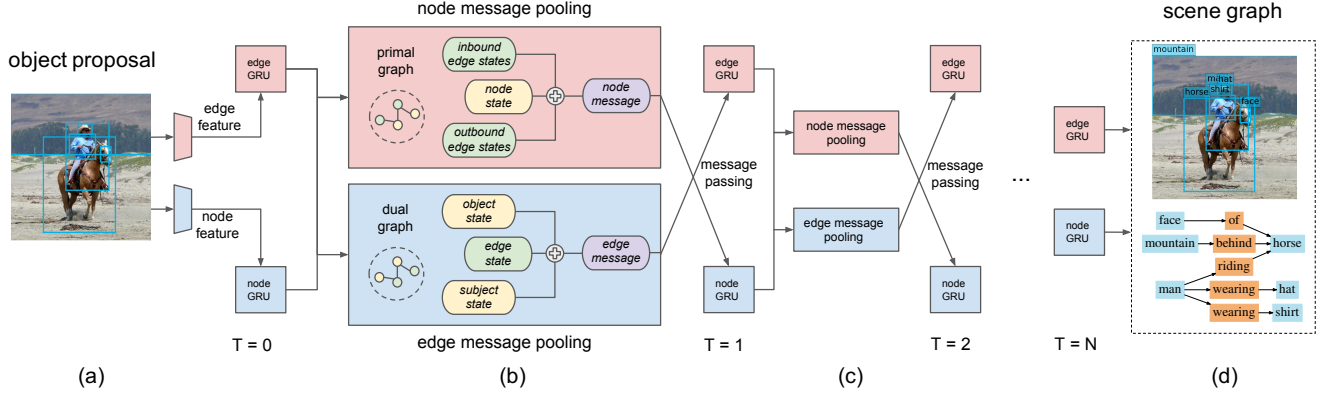 object proposal
edge
feature
node
feature
edge
GRU
node
GRU
T = 0
(a)
node message pooling
primal
graph
inbound
edge states
node
state
outbound
edge states
node
message
dual
graph
object
state
edge
state
subject
state
edge
message
edge message pooling
(b)
edge
GRU
message
passing
node
GRU
T = 1
node message
pooling
edge message
pooling
(c)
edge
GRU
message
passing
node
GRU
T = 2
...
edge
GRU
node
GRU
T = N
scene graph
mountain
hat
horse
shirt
face
face
of
mountain
behind
horse
riding
man
wearing
hat
wearing
shirt
(d)